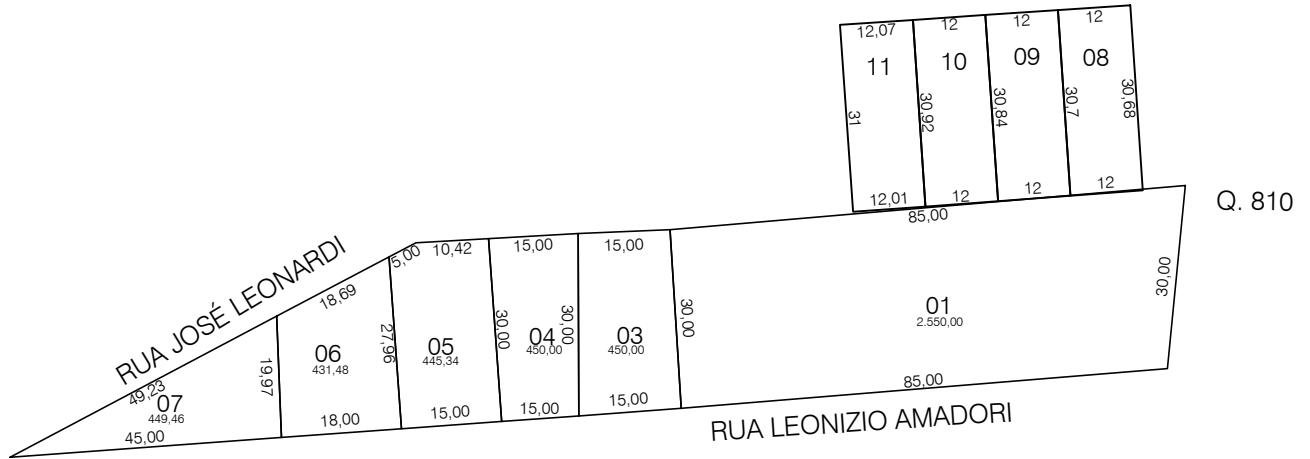 12,07 12 12 12
11 10 09 08
31 30,92 30,84 30,7 30,68
12,01 12 12 12
Q. 810
85,00
RUA JOSÉ LEONARDI
5,00 10,42 15,00 15,00
18,69
49,23
19,97 27,96 30,00 30,00 30,00 30,00
07
449,46
06
431,48
05
445,34
04
450,00
03
450,00
01
2.550,00
45,00 18,00 15,00 15,00 15,00 85,00
RUA LEONIZIO AMADORI